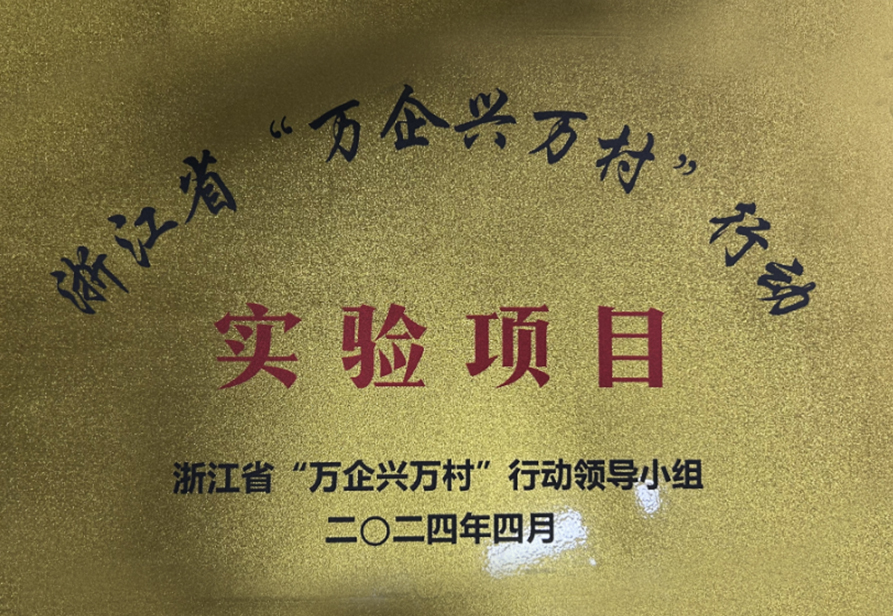 浙江省“万企兴万村”行动
实验项目
浙江省“万企兴万村”行动领导小组
二〇二四年四月